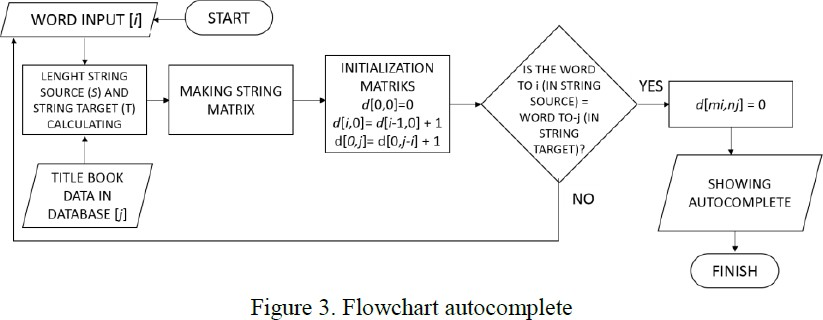 START
WORD INPUT [i]
LENGHT STRING
SOURCE (S) AND
STRING TARGET (T)
CALCULATING
TITLE BOOK
DATA IN
DATABASE [j]
MAKING STRING
MATRIX
INITIALIZATION
MATRIKS
d[0,0]=0
d[i,0]= d[i-1,0] + 1
d[0,j]= d[0,j-i] + 1
IS THE WORD
TO i (IN STRING
SOURCE) =
WORD TO-j (IN
STRING
TARGET)?
YES
NO
d[mi,nj] = 0
SHOWING
AUTOCOMPLETE
FINISH
Figure 3. Flowchart autocomplete